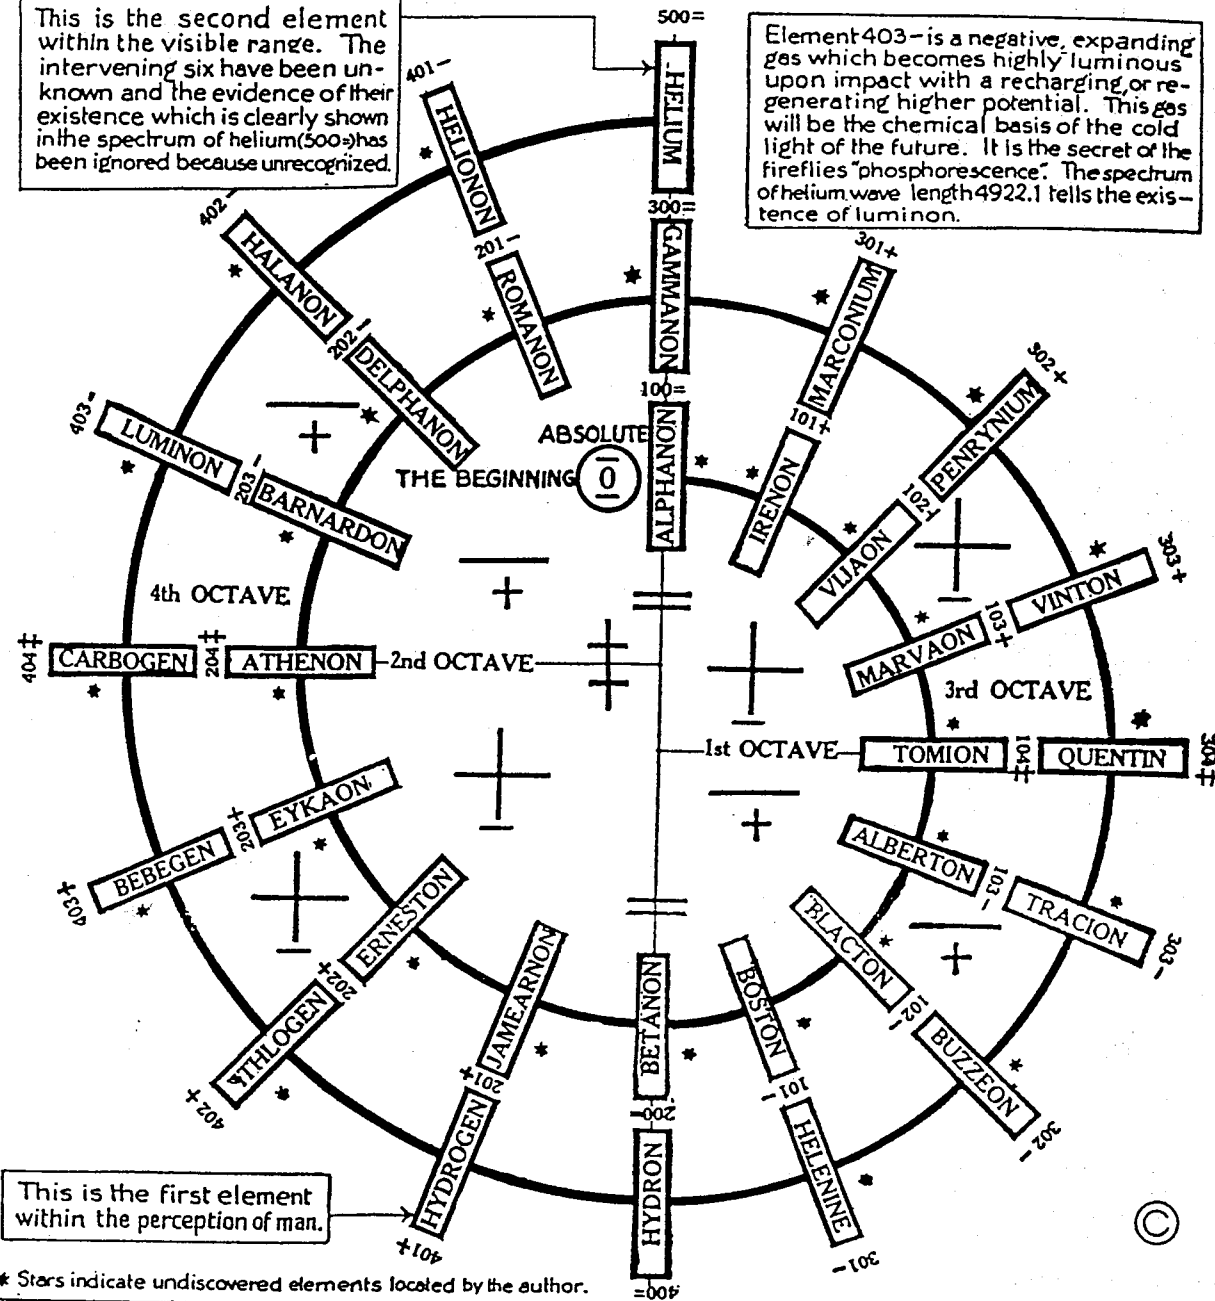 This is the second element
within the visible range. The
intervening six have been un-
known and the evidence of their
existence which is clearly shown
in the spectrum of helium (500=) has
been ignored because unrecognized.
Element 403- is a negative, expanding
gas which becomes highly luminous
upon impact with a recharging, or re-
generating higher potential. This gas
will be the chemical basis of the cold
light of the future. It is the secret of the
fireflies "phosphorescence". The spectrum
of helium, wave length 4922.1 tells the exis-
tence of luminon.
500=
HELIUM
401-
HELIONON
402-
HALANON
403-
LUMINON
404‡
CARBOGEN
403+
BEBEGEN
402+
ATHLOGEN
401+
HYDROGEN
400=
HYDRON
301-
HELENINE
302-
BUZZEON
303-
TRACION
304‡
QUENTIN
303+
VINTON
302+
PENRYNIUM
301+
MARCONIUM
300=
GAMMANON
201-
ROMANON
202-
DELPHANON
203-
BARNARDON
204‡
ATHENON
203+
EYKAON
202+
ERNESTON
201+
JAMEARNON
200=
BETANON
101-
BOSTON
102-
BLACTON
103-
ALBERTON
104‡
TOMION
103+
MARVAON
102+
VIJAON
101+
IRENON
100=
ALPHANON
ABSOLUTE
THE BEGINNING
0
4th OCTAVE
2nd OCTAVE
3rd OCTAVE
1st OCTAVE
This is the first element
within the perception of man.
©
* Stars indicate undiscovered elements located by the author.